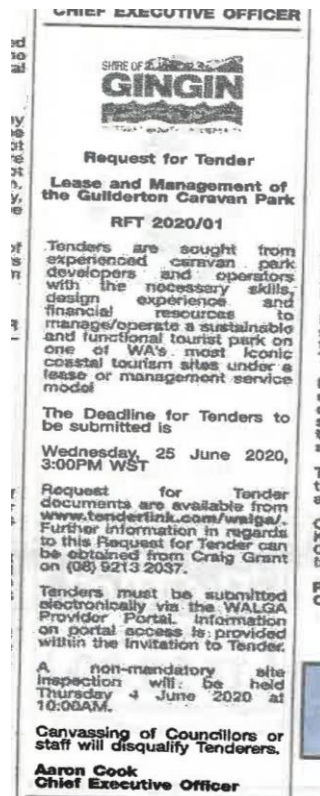 CHIEF EXECUTIVE OFFICER
SHIRE OF
GINGIN
Request for Tender
Lease and Management of
the Guilderton Caravan Park
RFT 2020/01
Tenders are sought from
experienced caravan park
developers and operators
with the necessary skills,
design experience and
financial resources to
manage/operate a sustainable
and functional tourist park on
one of WA's most iconic
coastal tourism sites under a
lease or management service
model
The Deadline for Tenders to
be submitted is
Wednesday, 25 June 2020,
3:00PM WST
Request for Tender
documents are available from
www.tenderlink.com/walga/.
Further information in regards
to this Request for Tender can
be obtained from Craig Grant
on (08) 9213 2037.
Tenders must be submitted
electronically via the WALGA
Provider Portal. Information
on portal access is provided
within the Invitation to Tender.
A non-mandatory site
inspection will be held
Thursday 4 June 2020 at
10:00AM.
Canvassing of Councillors or
staff will disqualify Tenderers.
Aaron Cook
Chief Executive Officer